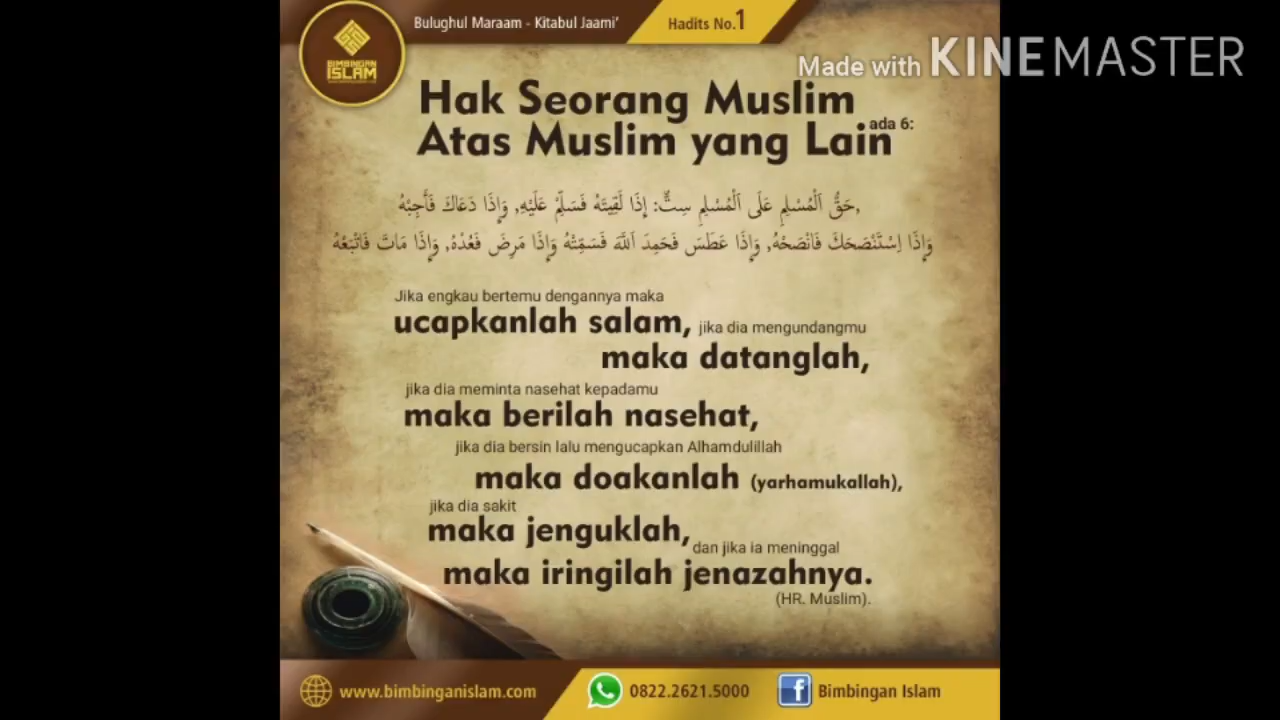 Bulughul Maraam - Kitabul Jaami'
Hadits No.1
Made with KINEMASTER
BIMBINGAN
ISLAM
Hak Seorang Muslim
Atas Muslim yang Lain ada 6:
حَقُّ اَلْمُسْلِمِ عَلَى اَلْمُسْلِمِ سِتٌّ: إِذَا لَقِيتَهُ فَسَلِّمْ عَلَيْهِ, وَإِذَا دَعَاكَ فَأَجِبْهُ,
وَإِذَا اِسْتَنْصَحَكَ فَانْصَحْهُ, وَإِذَا عَطَسَ فَحَمِدَ اَللَّهَ فَسَمِّتْهُ وَإِذَا مَرِضَ فَعُدْهُ, وَإِذَا مَاتَ فَاتْبَعْهُ
Jika engkau bertemu dengannya maka
ucapkanlah salam, jika dia mengundangmu
maka datanglah,
jika dia meminta nasehat kepadamu
maka berilah nasehat,
jika dia bersin lalu mengucapkan Alhamdulillah
maka doakanlah (yarhamukallah),
jika dia sakit
maka jenguklah, dan jika ia meninggal
maka iringilah jenazahnya.
(HR. Muslim).
www.bimbinganislam.com
0822.2621.5000
Bimbingan Islam